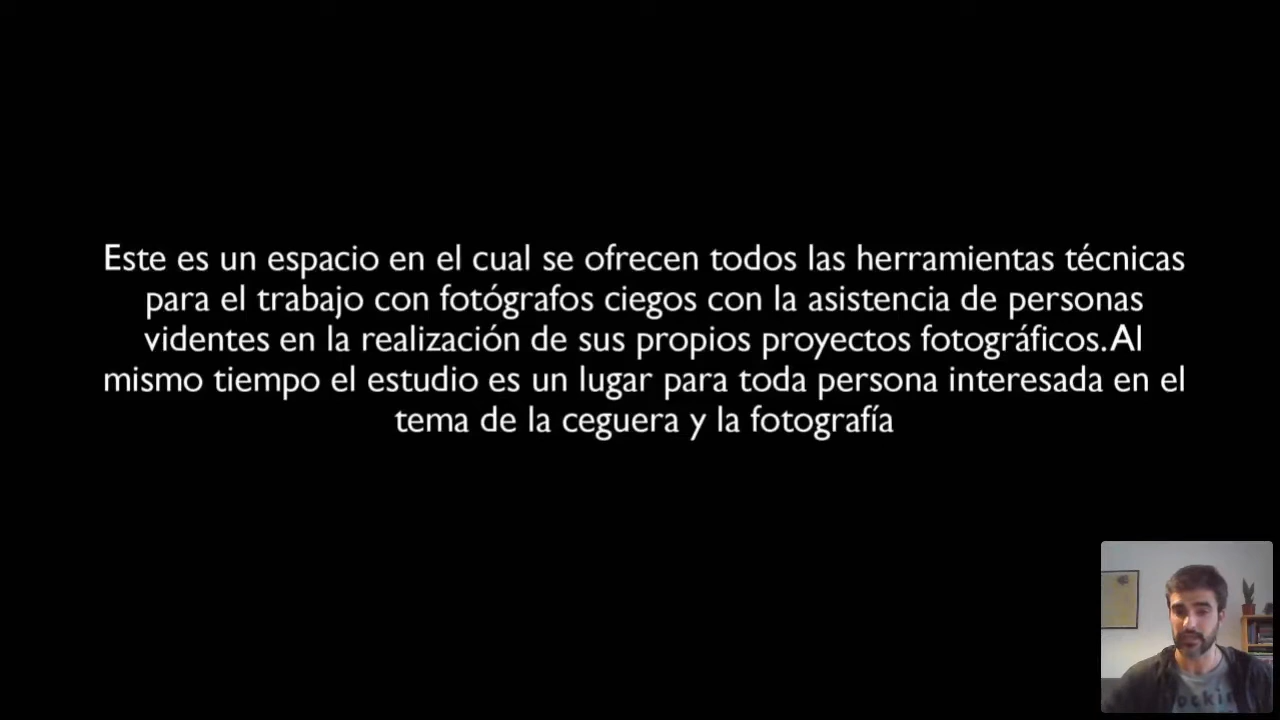 Este es un espacio en el cual se ofrecen todos las herramientas técnicas
para el trabajo con fotógrafos ciegos con la asistencia de personas
videntes en la realización de sus propios proyectos fotográficos. Al
mismo tiempo el estudio es un lugar para toda persona interesada en el
tema de la ceguera y la fotografía